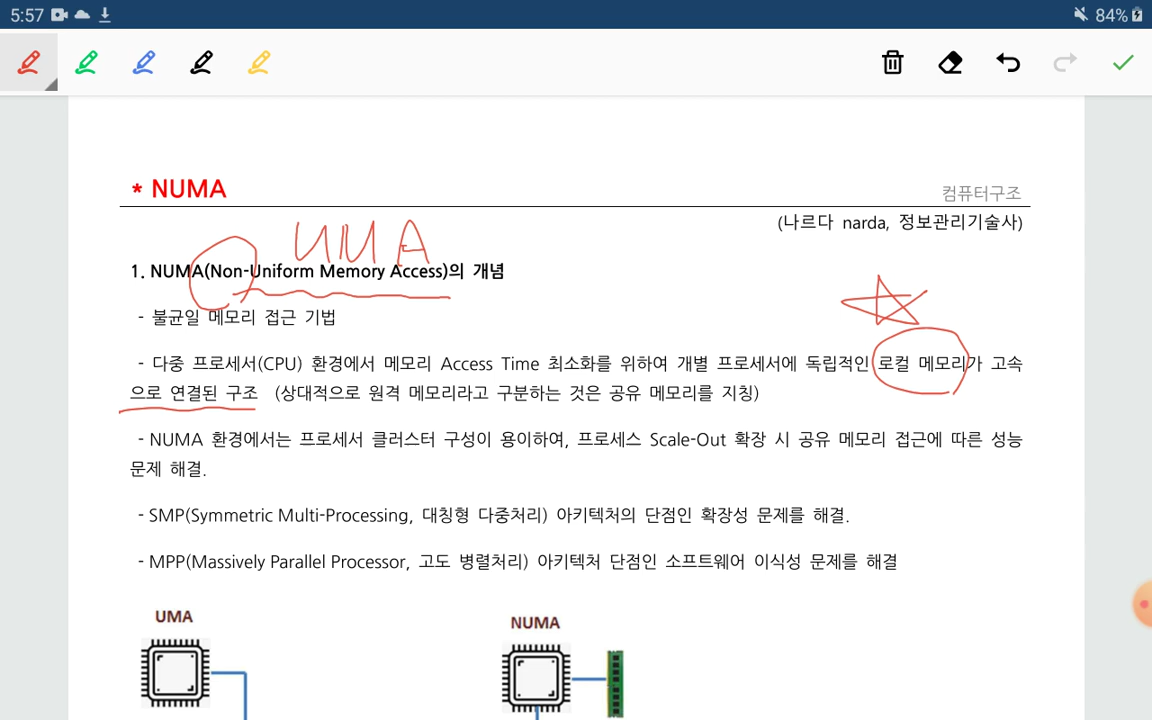 5:57 84%
* NUMA 컴퓨터구조
(나르다 narda, 정보관리기술사)
UMA
1. NUMA(Non-Uniform Memory Access)의 개념
- 불균일 메모리 접근 기법
- 다중 프로세서(CPU) 환경에서 메모리 Access Time 최소화를 위하여 개별 프로세서에 독립적인 로컬 메모리가 고속
으로 연결된 구조 (상대적으로 원격 메모리라고 구분하는 것은 공유 메모리를 지칭)
- NUMA 환경에서는 프로세서 클러스터 구성이 용이하여, 프로세스 Scale-Out 확장 시 공유 메모리 접근에 따른 성능
문제 해결.
- SMP(Symmetric Multi-Processing, 대칭형 다중처리) 아키텍처의 단점인 확장성 문제를 해결.
- MPP(Massively Parallel Processor, 고도 병렬처리) 아키텍처 단점인 소프트웨어 이식성 문제를 해결
UMA NUMA